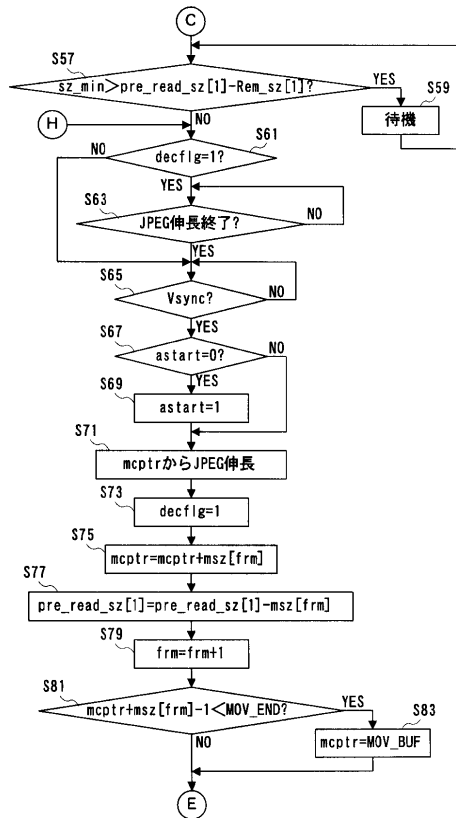 C
S57
sz_min>pre_read_sz[1]-Rem_sz[1]?
YES
S59
待機
NO
H
S61
NO
decflg=1?
YES
S63
JPEG伸長終了?
NO
YES
S65
Vsync?
NO
YES
S67
astart=0?
NO
YES
S69
astart=1
S71
mcptrからJPEG伸長
S73
decflg=1
S75
mcptr=mcptr+msz[frm]
S77
pre_read_sz[1]=pre_read_sz[1]-msz[frm]
S79
frm=frm+1
S81
mcptr+msz[frm]-1<MOV_END?
YES
S83
mcptr=MOV_BUF
NO
E